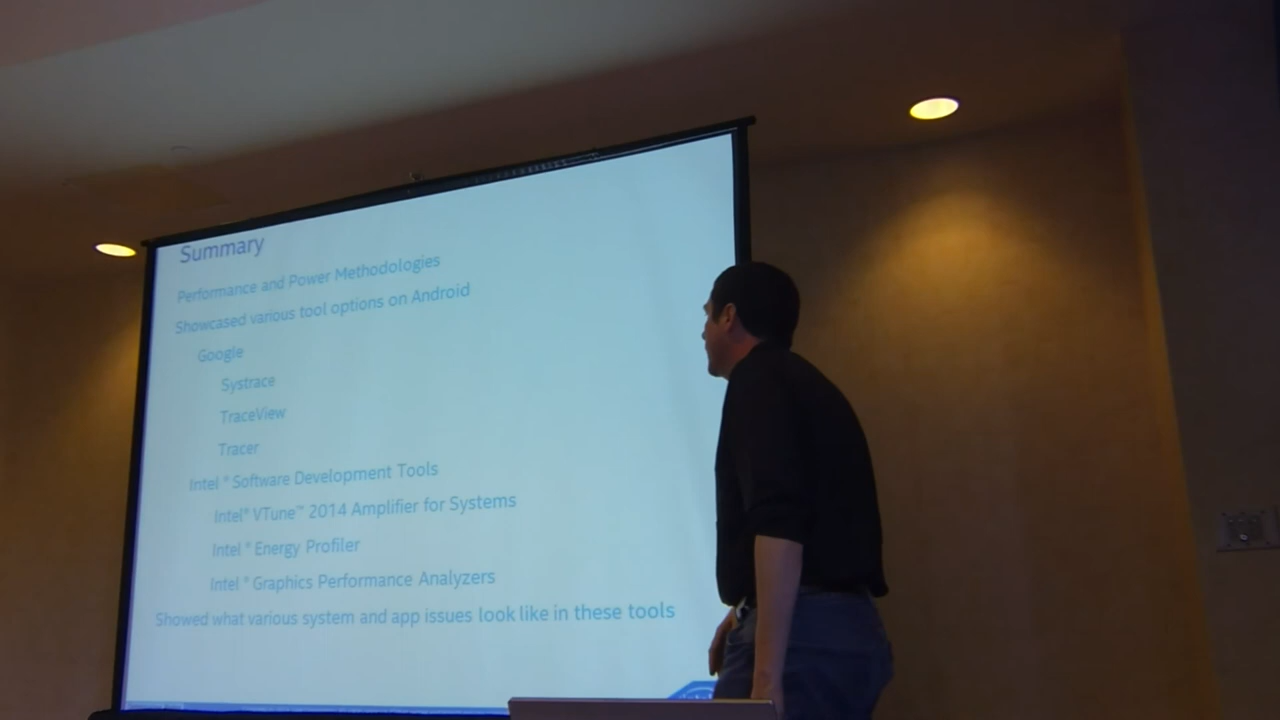 Summary
Performance and Power Methodologies
Showcased various tool options on Android
Google
Systrace
TraceView
Tracer
Intel ® Software Development Tools
Intel® VTune™ 2014 Amplifier for Systems
Intel ® Energy Profiler
Intel ® Graphics Performance Analyzers
Showed what various system and app issues look like in these tools